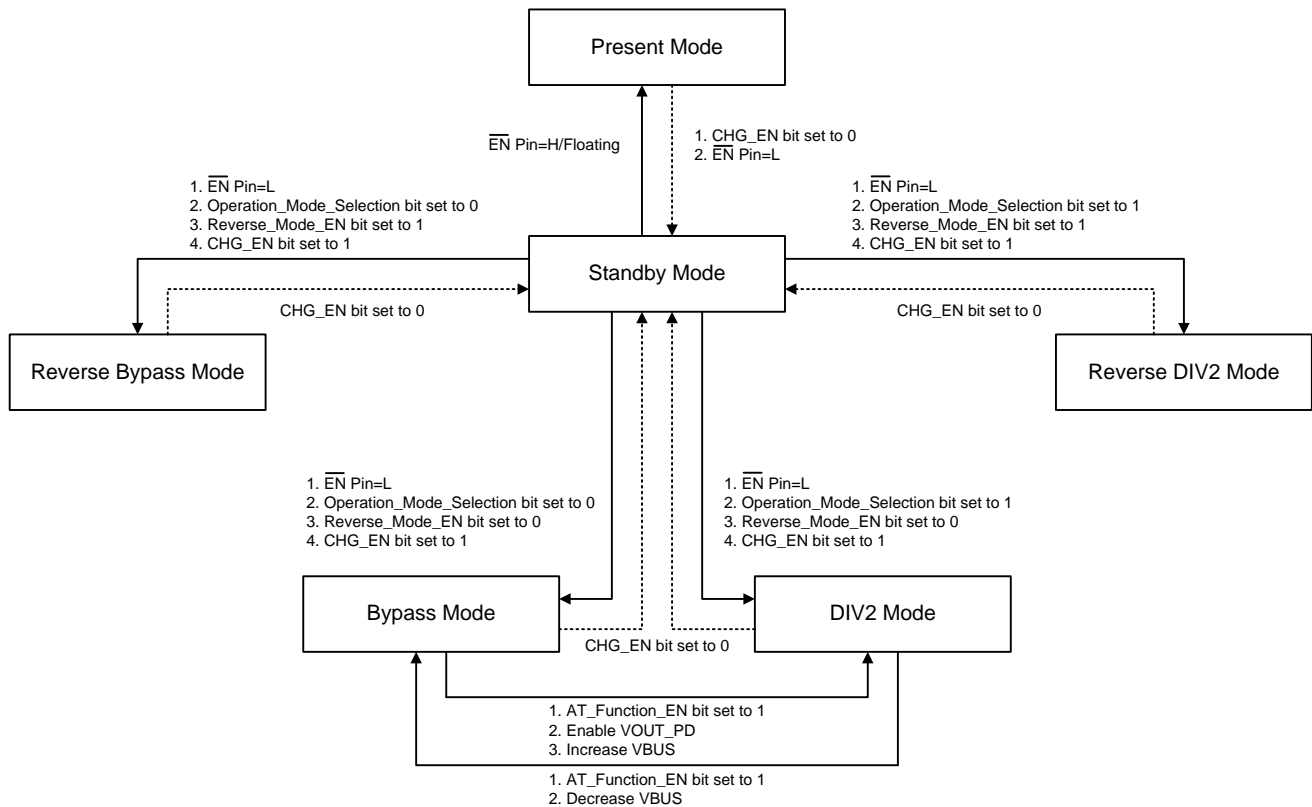 Present Mode
EN Pin=H/Floating
1. CHG_EN bit set to 0
2. EN Pin=L
1. EN Pin=L
2. Operation_Mode_Selection bit set to 0
3. Reverse_Mode_EN bit set to 1
4. CHG_EN bit set to 1
1. EN Pin=L
2. Operation_Mode_Selection bit set to 1
3. Reverse_Mode_EN bit set to 1
4. CHG_EN bit set to 1
Standby Mode
CHG_EN bit set to 0
CHG_EN bit set to 0
Reverse Bypass Mode
Reverse DIV2 Mode
1. EN Pin=L
2. Operation_Mode_Selection bit set to 0
3. Reverse_Mode_EN bit set to 0
4. CHG_EN bit set to 1
1. EN Pin=L
2. Operation_Mode_Selection bit set to 1
3. Reverse_Mode_EN bit set to 0
4. CHG_EN bit set to 1
Bypass Mode
DIV2 Mode
CHG_EN bit set to 0
1. AT_Function_EN bit set to 1
2. Enable VOUT_PD
3. Increase VBUS
1. AT_Function_EN bit set to 1
2. Decrease VBUS